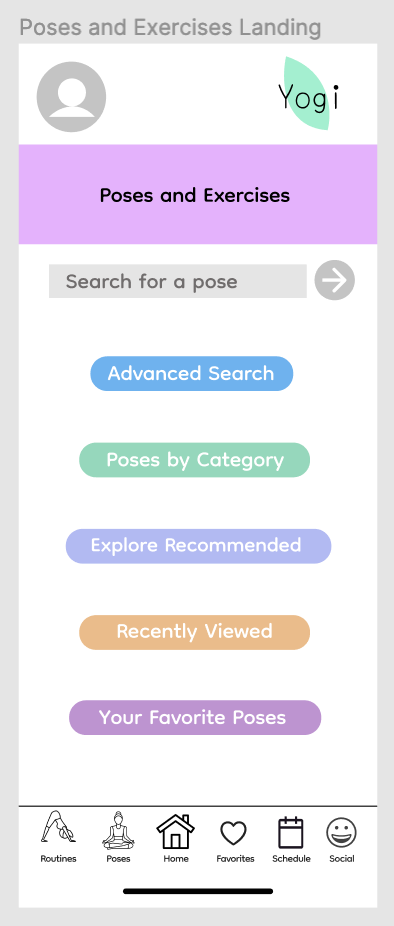 Poses and Exercises Landing
Yogi
Poses and Exercises
Search for a pose
Advanced Search
Poses by Category
Explore Recommended
Recently Viewed
Your Favorite Poses
Routines Poses Home Favorites Schedule Social